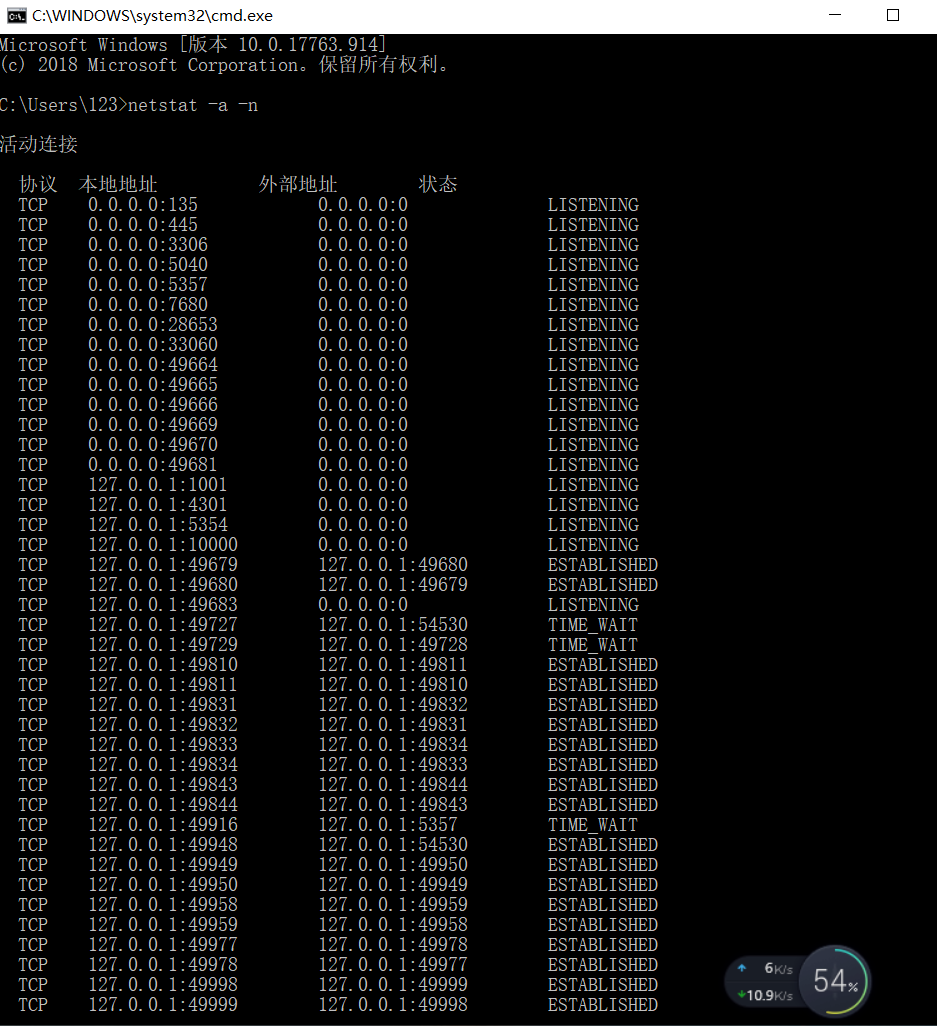 C:\WINDOWS\system32\cmd.exe
Microsoft Windows [版本 10.0.17763.914]
(c) 2018 Microsoft Corporation。保留所有权利。
C:\Users\123>netstat -a -n
活动连接
协议 本地地址 外部地址 状态
TCP 0.0.0.0:135 0.0.0.0:0 LISTENING
TCP 0.0.0.0:445 0.0.0.0:0 LISTENING
TCP 0.0.0.0:3306 0.0.0.0:0 LISTENING
TCP 0.0.0.0:5040 0.0.0.0:0 LISTENING
TCP 0.0.0.0:5357 0.0.0.0:0 LISTENING
TCP 0.0.0.0:7680 0.0.0.0:0 LISTENING
TCP 0.0.0.0:28653 0.0.0.0:0 LISTENING
TCP 0.0.0.0:33060 0.0.0.0:0 LISTENING
TCP 0.0.0.0:49664 0.0.0.0:0 LISTENING
TCP 0.0.0.0:49665 0.0.0.0:0 LISTENING
TCP 0.0.0.0:49666 0.0.0.0:0 LISTENING
TCP 0.0.0.0:49669 0.0.0.0:0 LISTENING
TCP 0.0.0.0:49670 0.0.0.0:0 LISTENING
TCP 0.0.0.0:49681 0.0.0.0:0 LISTENING
TCP 127.0.0.1:1001 0.0.0.0:0 LISTENING
TCP 127.0.0.1:4301 0.0.0.0:0 LISTENING
TCP 127.0.0.1:5354 0.0.0.0:0 LISTENING
TCP 127.0.0.1:10000 0.0.0.0:0 LISTENING
TCP 127.0.0.1:49679 127.0.0.1:49680 ESTABLISHED
TCP 127.0.0.1:49680 127.0.0.1:49679 ESTABLISHED
TCP 127.0.0.1:49683 0.0.0.0:0 LISTENING
TCP 127.0.0.1:49727 127.0.0.1:54530 TIME_WAIT
TCP 127.0.0.1:49729 127.0.0.1:49728 TIME_WAIT
TCP 127.0.0.1:49810 127.0.0.1:49811 ESTABLISHED
TCP 127.0.0.1:49811 127.0.0.1:49810 ESTABLISHED
TCP 127.0.0.1:49831 127.0.0.1:49832 ESTABLISHED
TCP 127.0.0.1:49832 127.0.0.1:49831 ESTABLISHED
TCP 127.0.0.1:49833 127.0.0.1:49834 ESTABLISHED
TCP 127.0.0.1:49834 127.0.0.1:49833 ESTABLISHED
TCP 127.0.0.1:49843 127.0.0.1:49844 ESTABLISHED
TCP 127.0.0.1:49844 127.0.0.1:49843 ESTABLISHED
TCP 127.0.0.1:49916 127.0.0.1:5357 TIME_WAIT
TCP 127.0.0.1:49948 127.0.0.1:54530 ESTABLISHED
TCP 127.0.0.1:49949 127.0.0.1:49950 ESTABLISHED
TCP 127.0.0.1:49950 127.0.0.1:49949 ESTABLISHED
TCP 127.0.0.1:49958 127.0.0.1:49959 ESTABLISHED
TCP 127.0.0.1:49959 127.0.0.1:49958 ESTABLISHED
TCP 127.0.0.1:49977 127.0.0.1:49978 ESTABLISHED
TCP 127.0.0.1:49978 127.0.0.1:49977 ESTABLISHED
TCP 127.0.0.1:49998 127.0.0.1:49999 ESTABLISHED
TCP 127.0.0.1:49999 127.0.0.1:49998 ESTABLISHED
6K/s
10.9K/s
54%